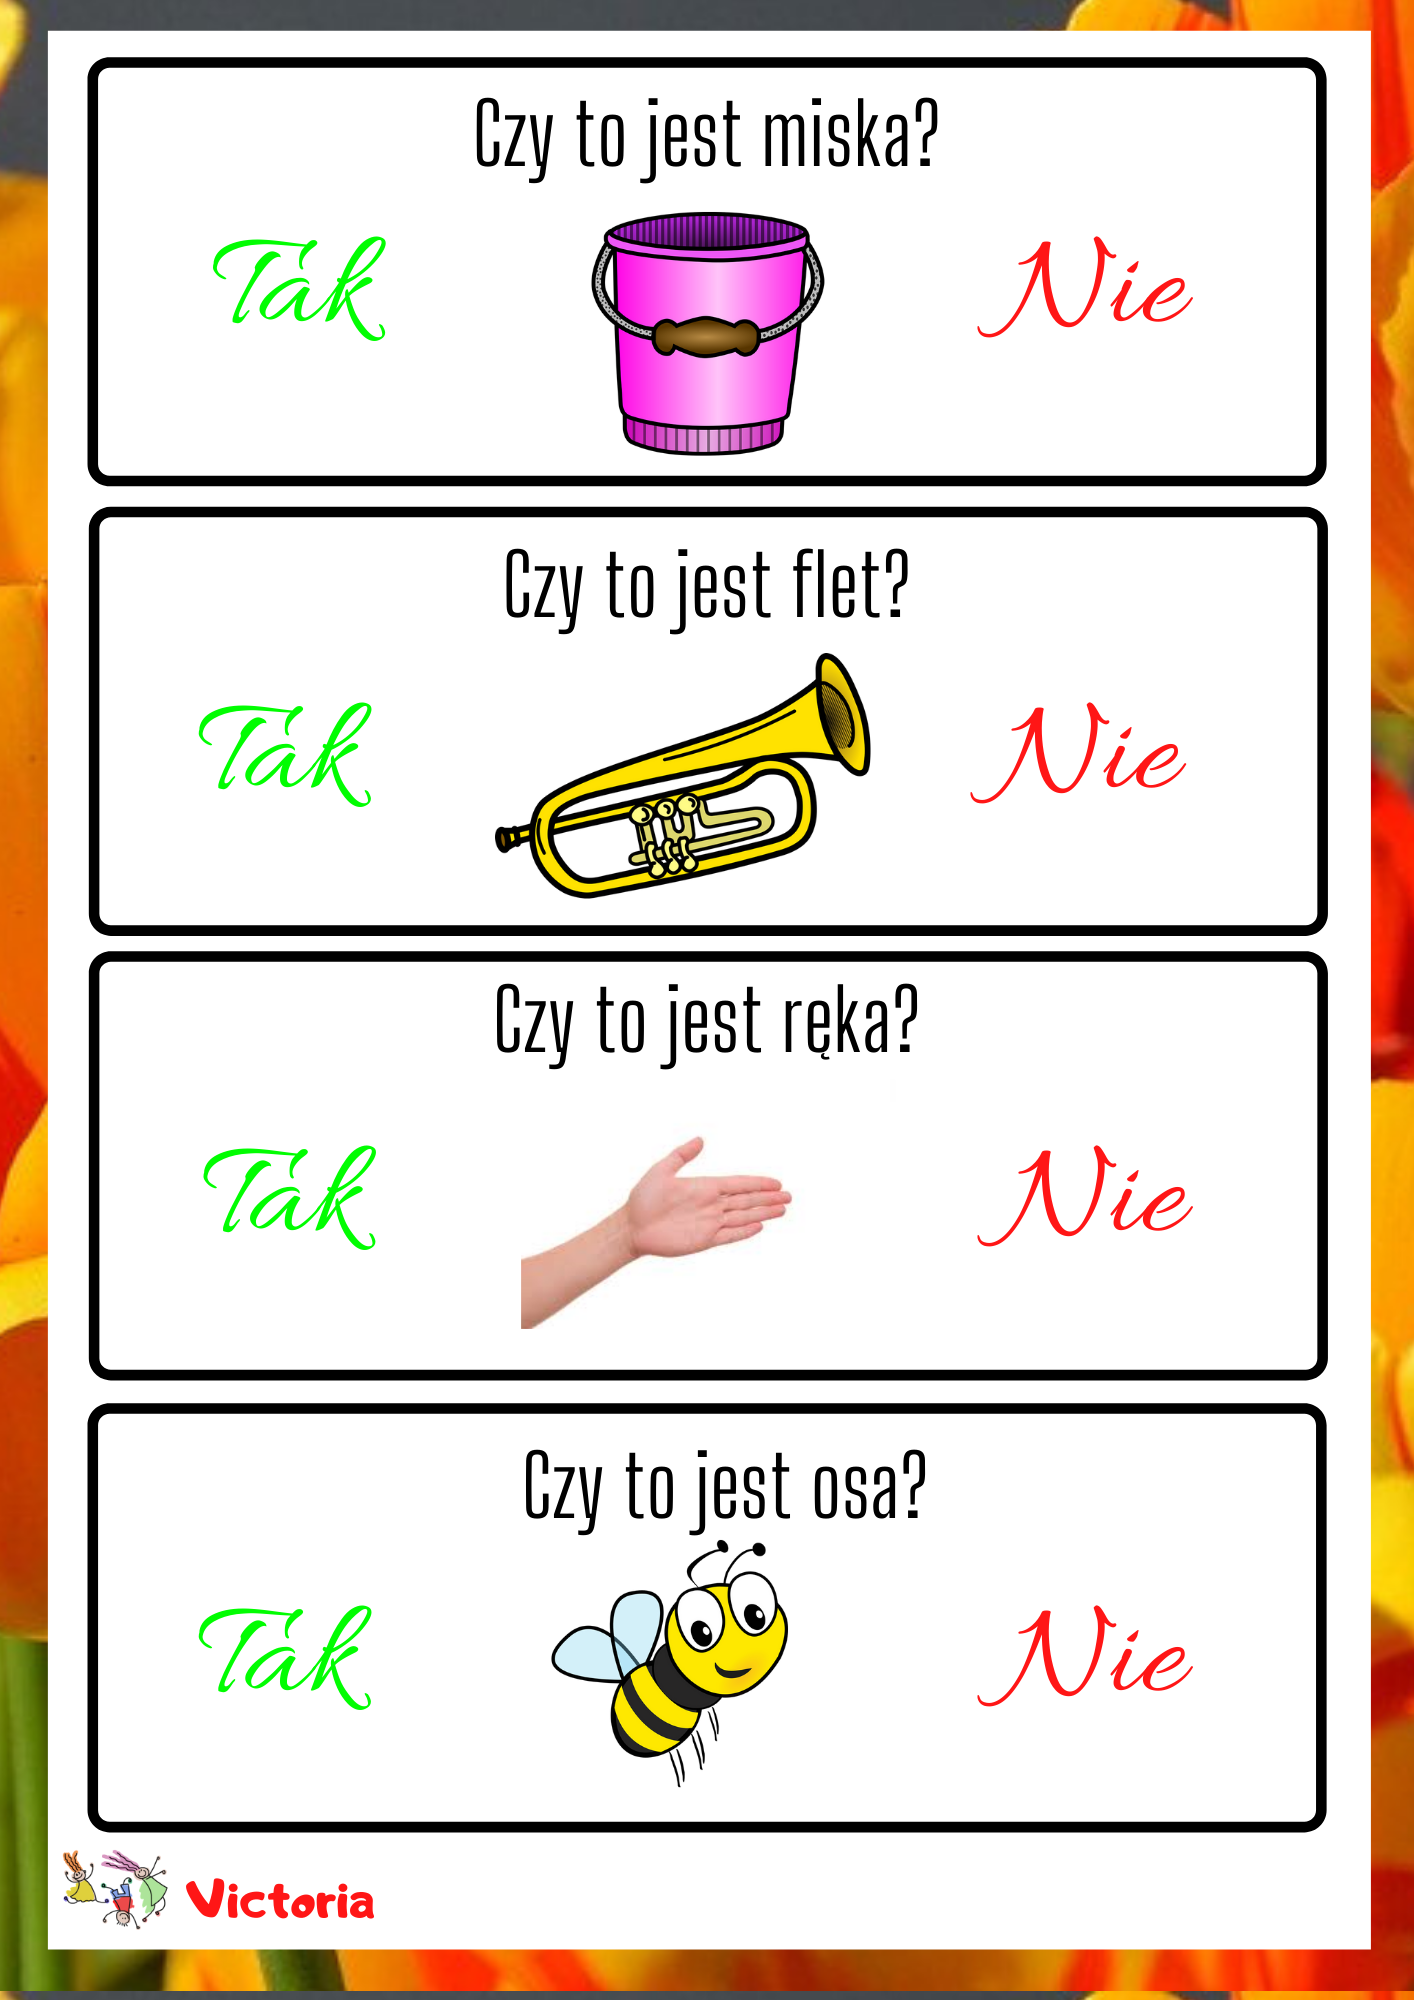 Czy to jest miska?
Tak
Nie
Czy to jest flet?
Tak
Nie
Czy to jest ręka?
Tak
Nie
Czy to jest osa?
Tak
Nie
Victoria